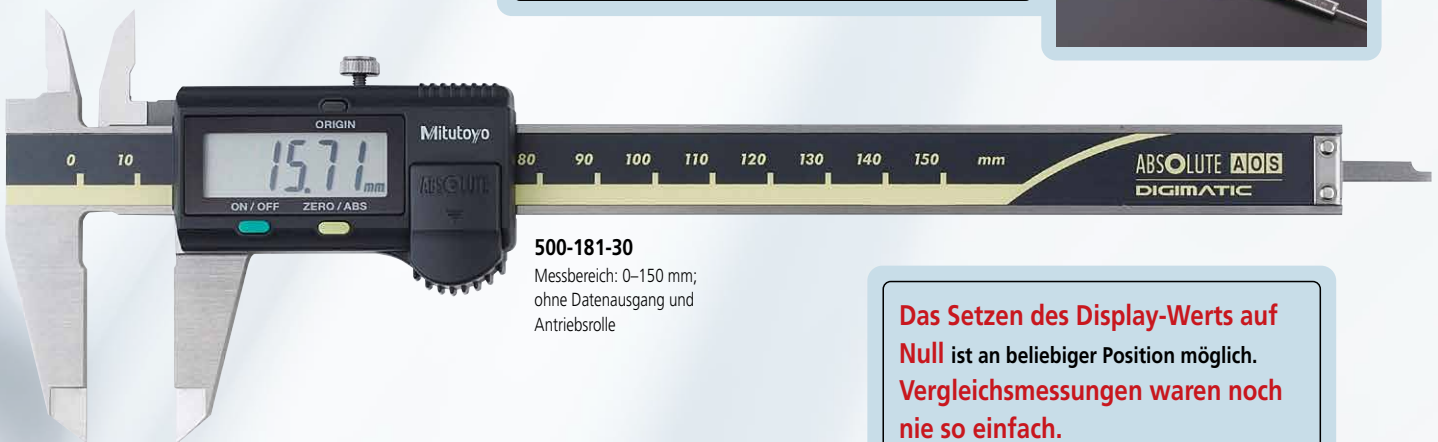 ORIGIN
Mitutoyo
15.71 mm
ABSOLUTE
ON / OFF ZERO / ABS
0 10 80 90 100 110 120 130 140 150 mm
ABSOLUTE AOS
DIGIMATIC
500-181-30
Messbereich: 0–150 mm;
ohne Datenausgang und
Antriebsrolle
Das Setzen des Display-Werts auf
Null ist an beliebiger Position möglich.
Vergleichsmessungen waren noch
nie so einfach.